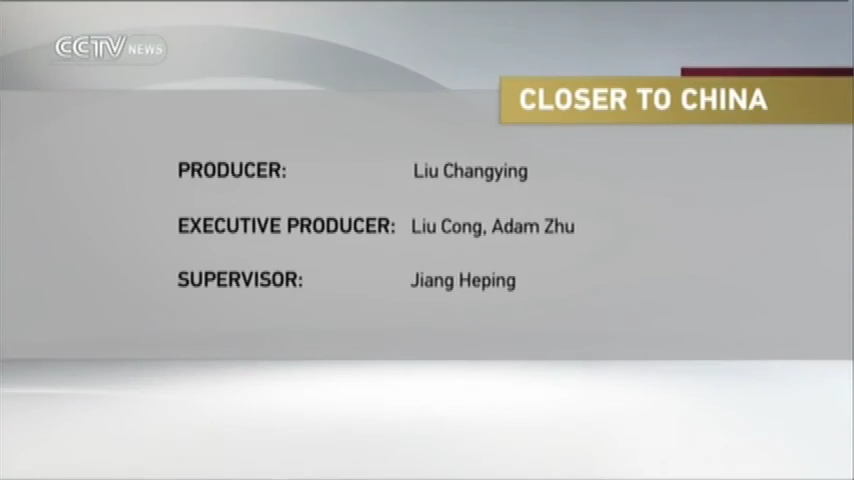 CCTV NEWS
CLOSER TO CHINA
PRODUCER: Liu Changying
EXECUTIVE PRODUCER: Liu Cong, Adam Zhu
SUPERVISOR: Jiang Heping